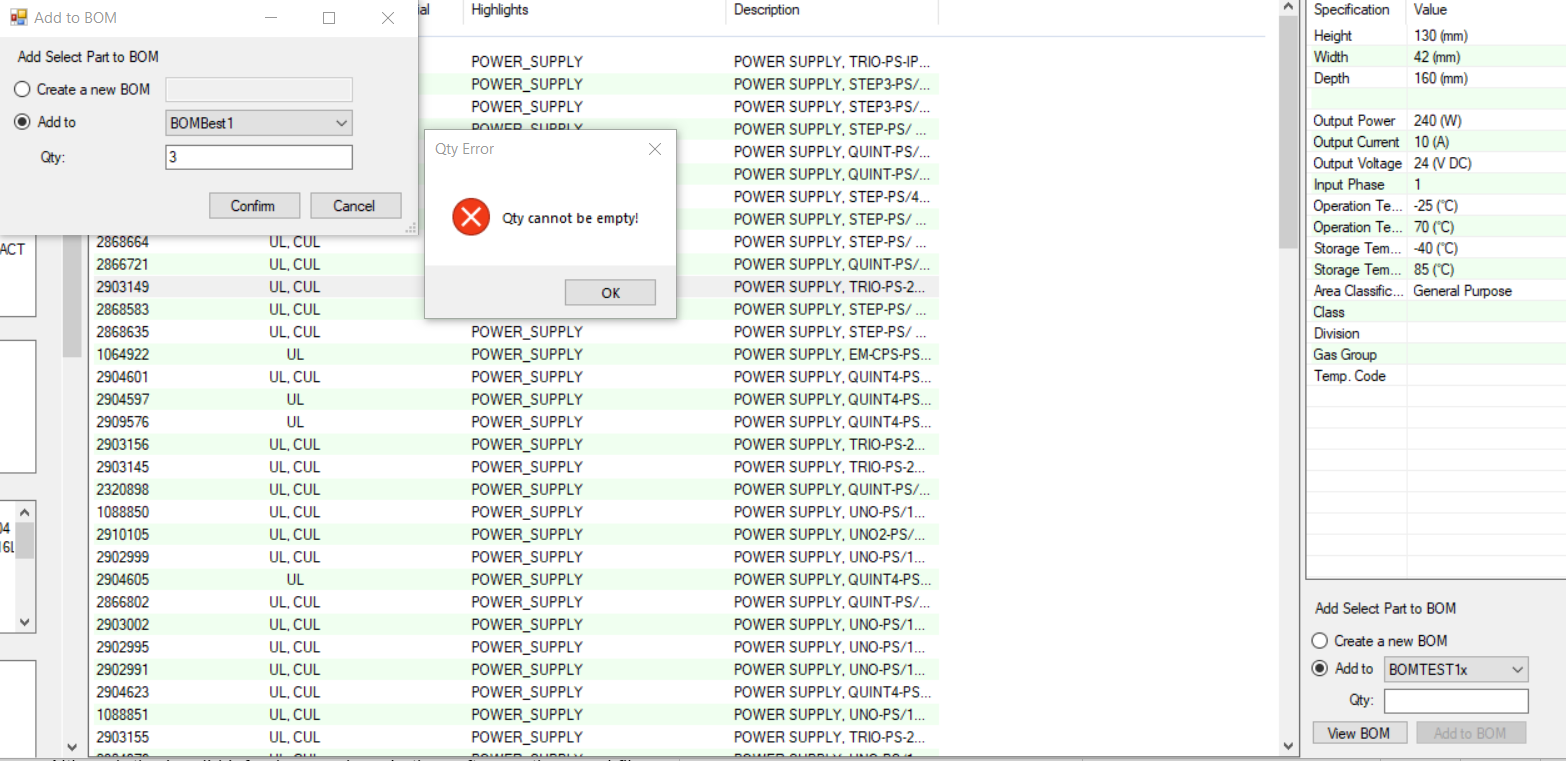 Add to BOM
Add Select Part to BOM
Create a new BOM
Add to BOMBest1
Qty: 3
Confirm Cancel
Qty Error
Qty cannot be empty!
OK
ACT
Highlights Description
POWER_SUPPLY POWER SUPPLY, TRIO-PS-IP...
POWER_SUPPLY POWER SUPPLY, STEP3-PS/...
POWER_SUPPLY POWER SUPPLY, STEP3-PS/...
POWER_SUPPLY POWER SUPPLY, STEP-PS/ ...
POWER SUPPLY, QUINT-PS/...
POWER SUPPLY, QUINT-PS/...
POWER SUPPLY, STEP-PS/4...
POWER SUPPLY, STEP-PS/ ...
2868664 UL, CUL POWER SUPPLY, STEP-PS/ ...
2866721 UL, CUL POWER SUPPLY, QUINT-PS/...
2903149 UL, CUL POWER SUPPLY, TRIO-PS-2...
2868583 UL, CUL POWER SUPPLY, STEP-PS/ ...
2868635 UL, CUL POWER_SUPPLY POWER SUPPLY, STEP-PS/ ...
1064922 UL POWER_SUPPLY POWER SUPPLY, EM-CPS-PS...
2904601 UL, CUL POWER_SUPPLY POWER SUPPLY, QUINT4-PS...
2904597 UL POWER_SUPPLY POWER SUPPLY, QUINT4-PS...
2909576 UL POWER_SUPPLY POWER SUPPLY, QUINT4-PS...
2903156 UL, CUL POWER_SUPPLY POWER SUPPLY, TRIO-PS-2...
2903145 UL, CUL POWER_SUPPLY POWER SUPPLY, TRIO-PS-2...
2320898 UL, CUL POWER_SUPPLY POWER SUPPLY, QUINT-PS/...
1088850 UL, CUL POWER_SUPPLY POWER SUPPLY, UNO-PS/1...
2910105 UL, CUL POWER_SUPPLY POWER SUPPLY, UNO2-PS/...
2902999 UL, CUL POWER_SUPPLY POWER SUPPLY, UNO-PS/1...
2904605 UL POWER_SUPPLY POWER SUPPLY, QUINT4-PS...
2866802 UL, CUL POWER_SUPPLY POWER SUPPLY, QUINT-PS/...
2903002 UL, CUL POWER_SUPPLY POWER SUPPLY, UNO-PS/1...
2902995 UL, CUL POWER_SUPPLY POWER SUPPLY, UNO-PS/1...
2902991 UL, CUL POWER_SUPPLY POWER SUPPLY, UNO-PS/1...
2904623 UL, CUL POWER_SUPPLY POWER SUPPLY, QUINT4-PS...
1088851 UL, CUL POWER_SUPPLY POWER SUPPLY, UNO-PS/1...
2903155 UL, CUL POWER_SUPPLY POWER SUPPLY, TRIO-PS-2...
Specification Value
Height 130 (mm)
Width 42 (mm)
Depth 160 (mm)
Output Power 240 (W)
Output Current 10 (A)
Output Voltage 24 (V DC)
Input Phase 1
Operation Te... -25 (°C)
Operation Te... 70 (°C)
Storage Tem... -40 (°C)
Storage Tem... 85 (°C)
Area Classific... General Purpose
Class
Division
Gas Group
Temp. Code
Add Select Part to BOM
Create a new BOM
Add to BOMTEST1x
Qty:
View BOM Add to BOM